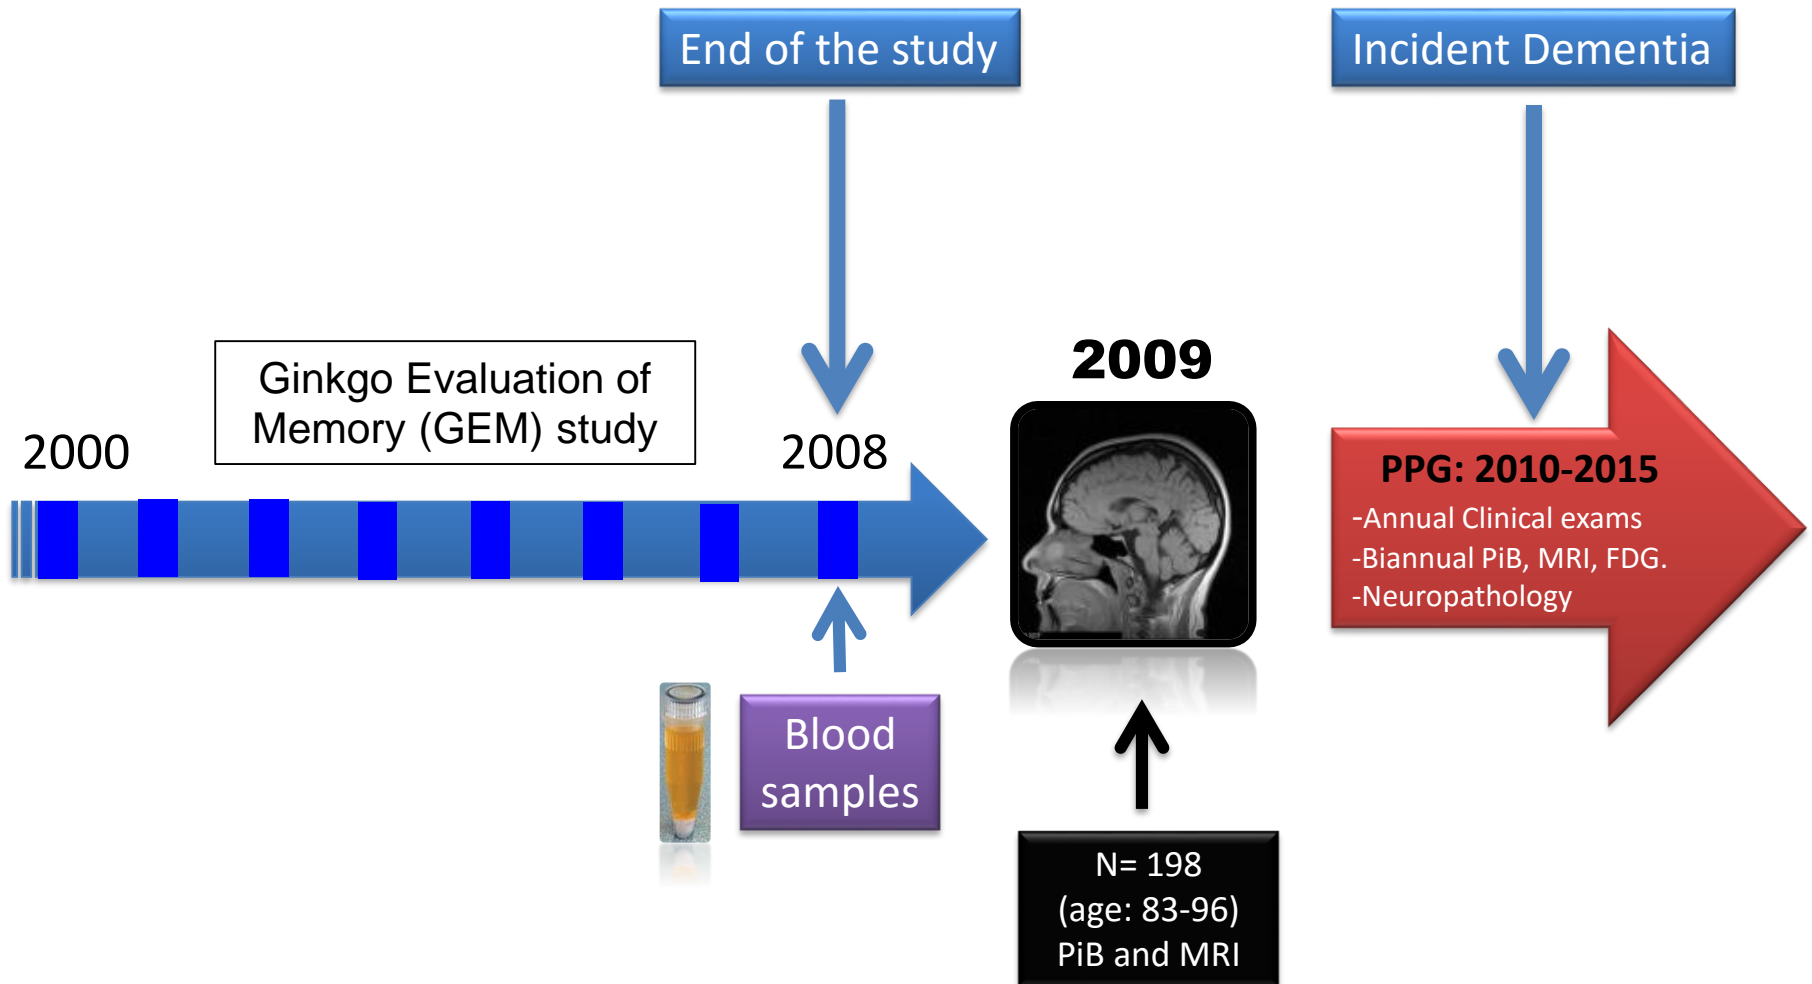 End of the study
Incident Dementia
Ginkgo Evaluation of
Memory (GEM) study
2000
2008
2009
PPG: 2010-2015
-Annual Clinical exams
-Biannual PiB, MRI, FDG.
-Neuropathology
Blood
samples
N= 198
(age: 83-96)
PiB and MRI